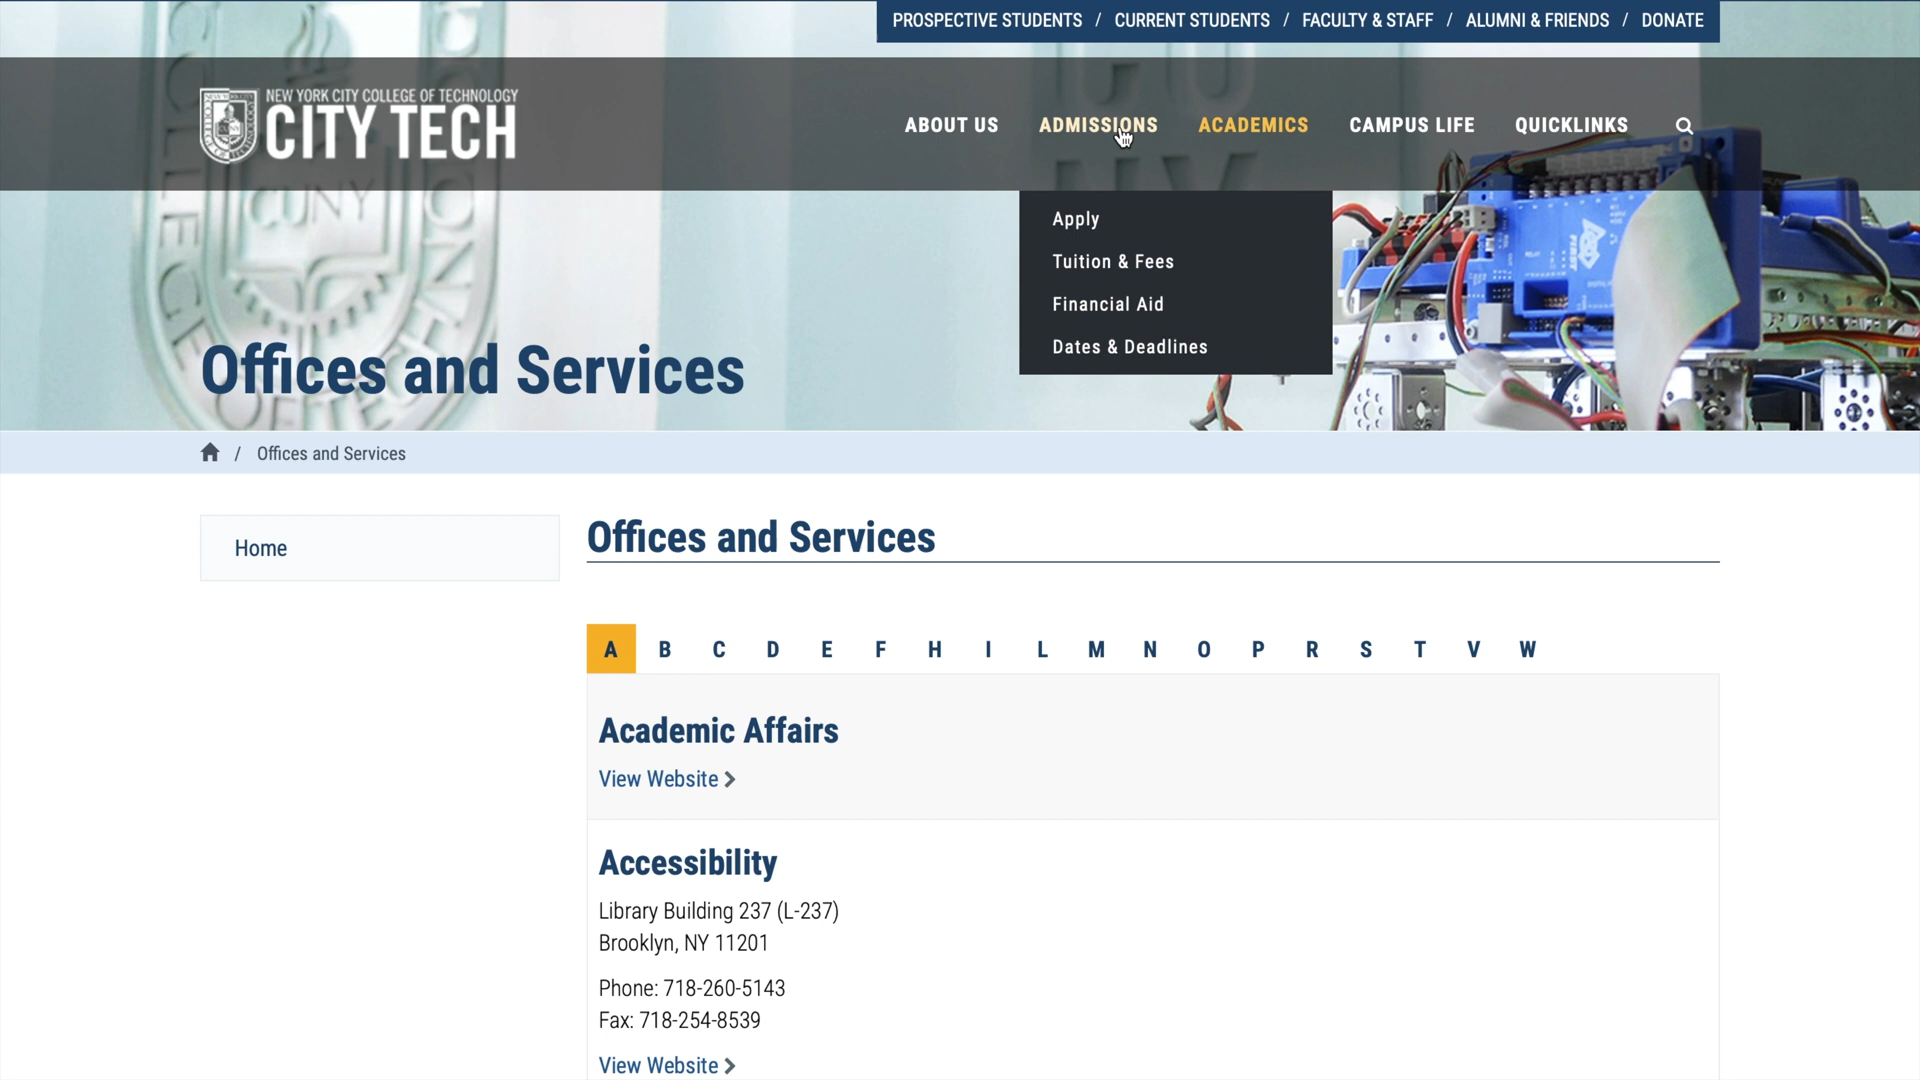 PROSPECTIVE STUDENTS / CURRENT STUDENTS / FACULTY & STAFF / ALUMNI & FRIENDS / DONATE
NEW YORK CITY COLLEGE OF TECHNOLOGY
CITY TECH
ABOUT US ADMISSIONS ACADEMICS CAMPUS LIFE QUICKLINKS
Apply
Tuition & Fees
Financial Aid
Dates & Deadlines
Offices and Services
/ Offices and Services
Home
Offices and Services
A B C D E F H I L M N O P R S T V W
Academic Affairs
View Website
Accessibility
Library Building 237 (L-237)
Brooklyn, NY 11201
Phone: 718-260-5143
Fax: 718-254-8539
View Website